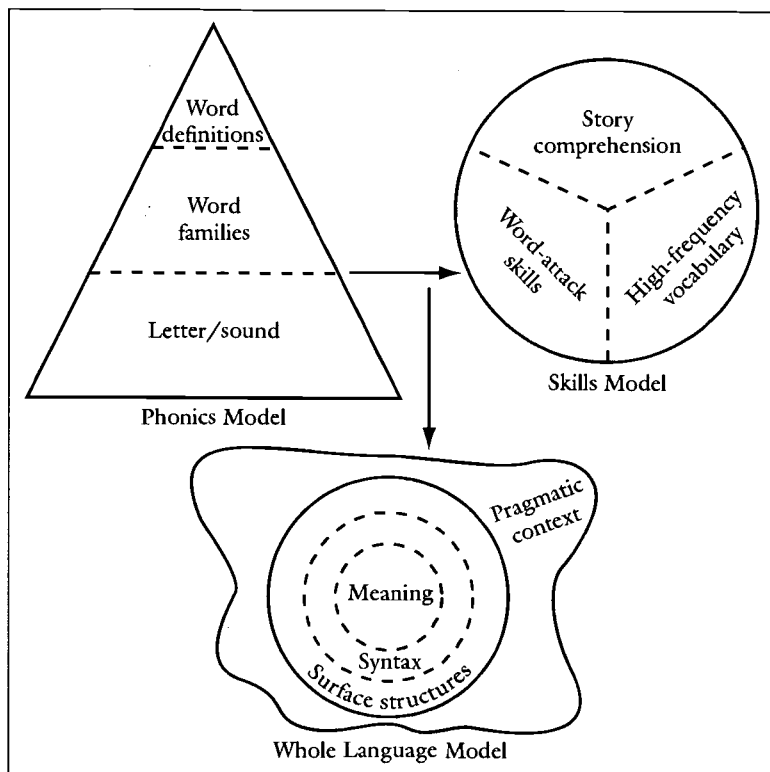 Word
definitions
Word
families
Letter/sound
Phonics Model
Story
comprehension
Word-attack
skills
High-frequency
vocabulary
Skills Model
Pragmatic
context
Meaning
Syntax
Surface structures
Whole Language Model